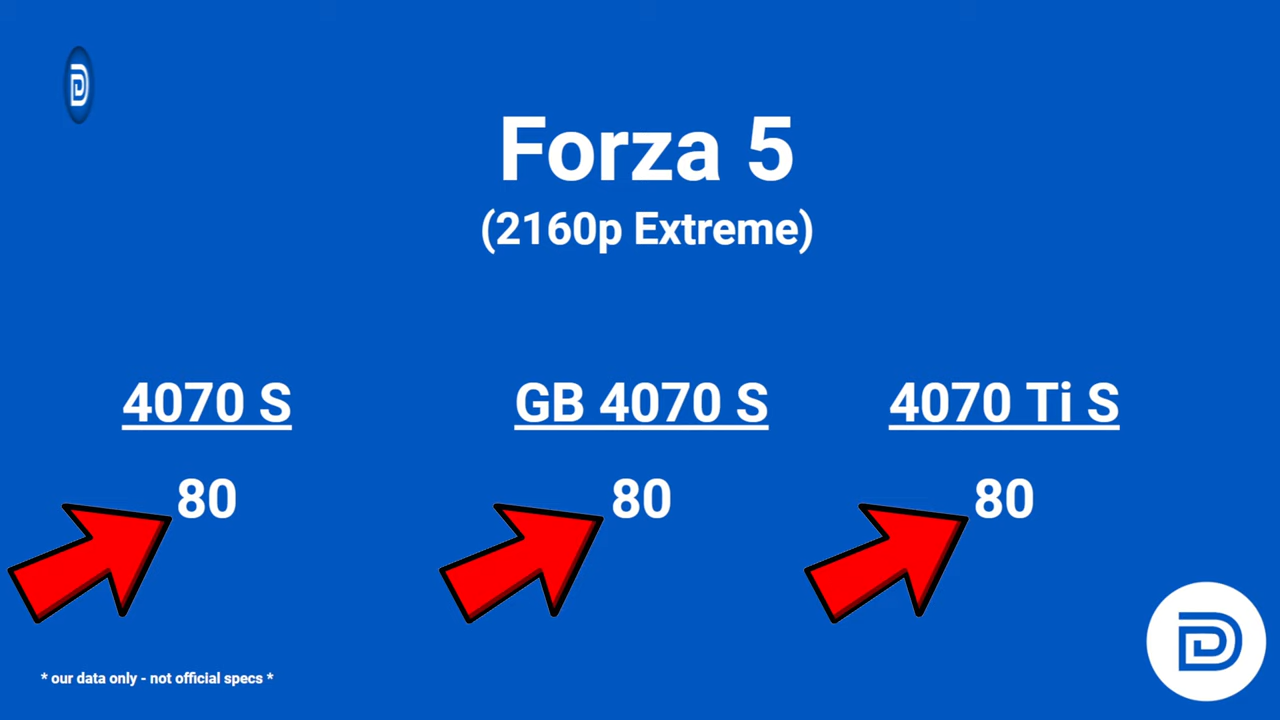 Forza 5
(2160p Extreme)
4070 S
GB 4070 S
4070 Ti S
80
80
80
* our data only - not official specs *